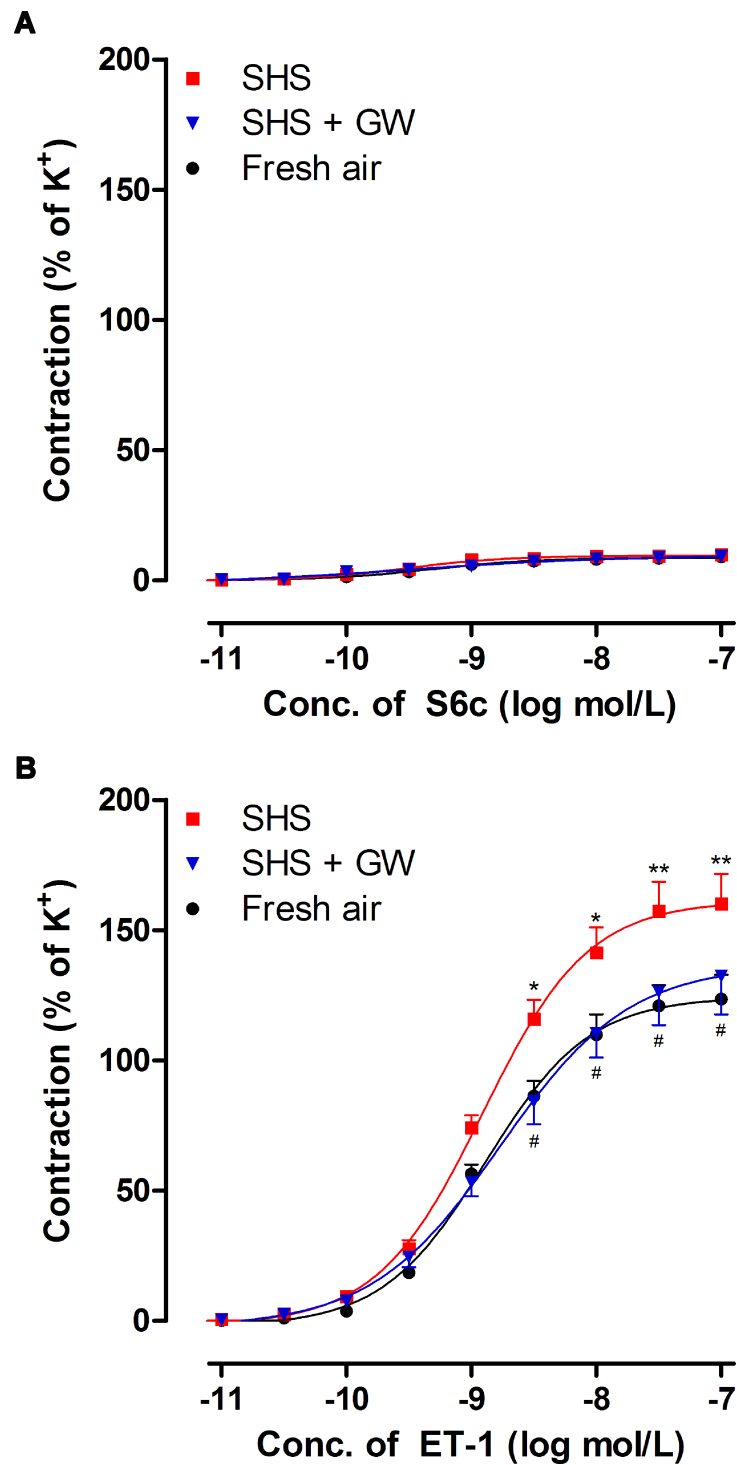 A
200
150
100
50
0
Contraction (% of K+)
SHS
SHS + GW
Fresh air
-11 -10 -9 -8 -7
Conc. of S6c (log mol/L)
B
200
150
100
50
0
Contraction (% of K+)
SHS
SHS + GW
Fresh air
* * ** **
# # # #
-11 -10 -9 -8 -7
Conc. of ET-1 (log mol/L)